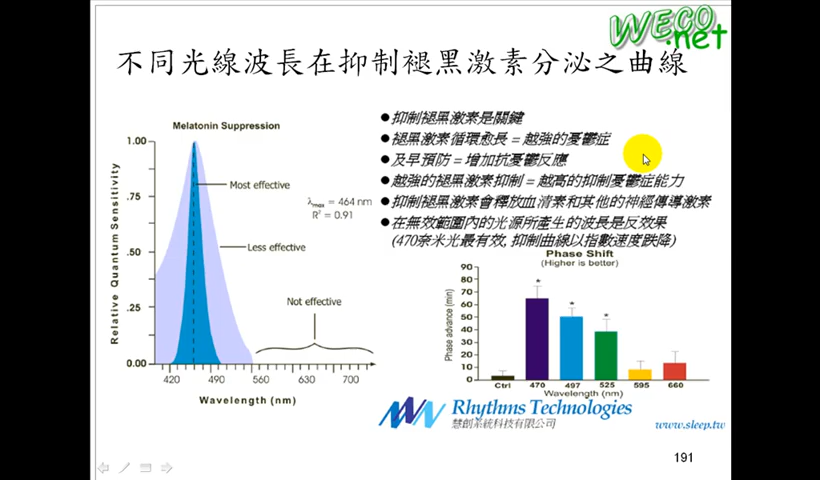 WECO
.net
不同光線波長在抑制褪黑激素分泌之曲線
●抑制褪黑激素是關鍵
●褪黑激素循環愈長 = 越強的憂鬱症
●及早預防 = 增加抗憂鬱反應
●越強的褪黑激素抑制 = 越高的抑制憂鬱症能力
●抑制褪黑激素會釋放血清素和其他的神經傳導激素
●在無效範圍內的光源所產生的波長是反效果
(470奈米光最有效, 抑制曲線以指數速度跌降)
Melatonin Suppression
Relative Quantum Sensitivity
1.00
.75
.50
.25
0.00
Most effective
λmax = 464 nm
R² = 0.91
Less effective
Not effective
420 490 560 630 700
Wavelength (nm)
Phase Shift
(Higher is better)
Phase advance (min)
90
80
70
60
50
40
30
20
10
0
* * *
Ctrl 470 497 525 595 660
Wavelength (nm)
Rhythms Technologies
慧創系統科技有限公司
www.sleep.tw
191